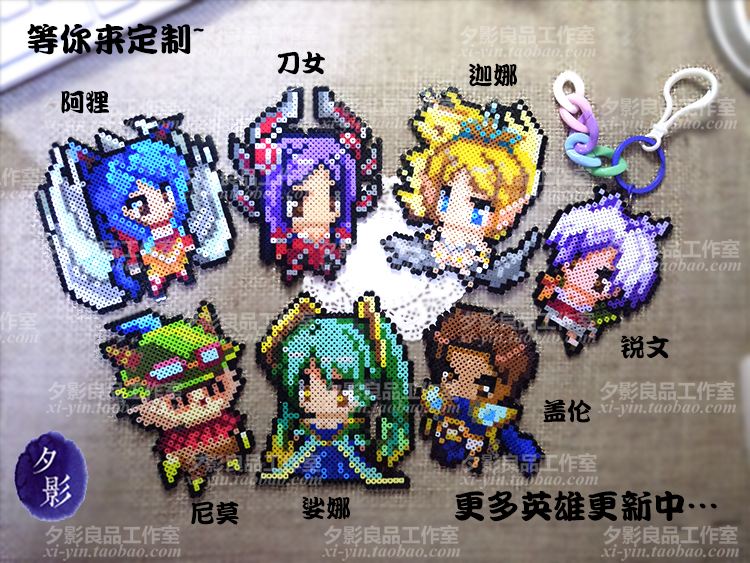 等你来定制~
刀女
迦娜
阿狸
锐文
盖伦
尼莫
娑娜
更多英雄更新中…
夕影
夕影良品工作室
xi-yin.taobao.com